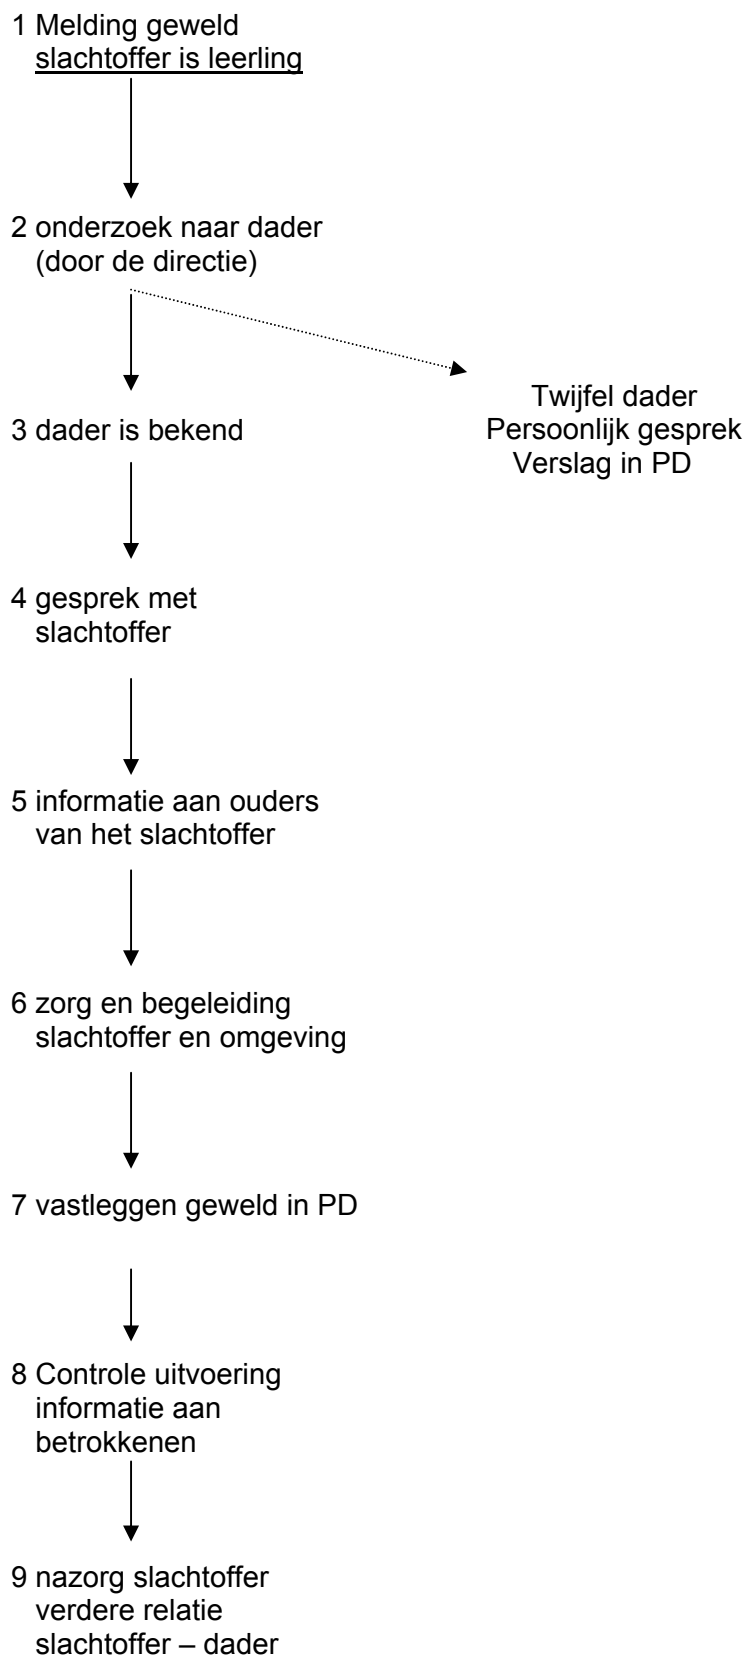 1 Melding geweld
slachtoffer is leerling
2 onderzoek naar dader
(door de directie)
Twijfel dader
Persoonlijk gesprek
Verslag in PD
3 dader is bekend
4 gesprek met
slachtoffer
5 informatie aan ouders
van het slachtoffer
6 zorg en begeleiding
slachtoffer en omgeving
7 vastleggen geweld in PD
8 Controle uitvoering
informatie aan
betrokkenen
9 nazorg slachtoffer
verdere relatie
slachtoffer – dader